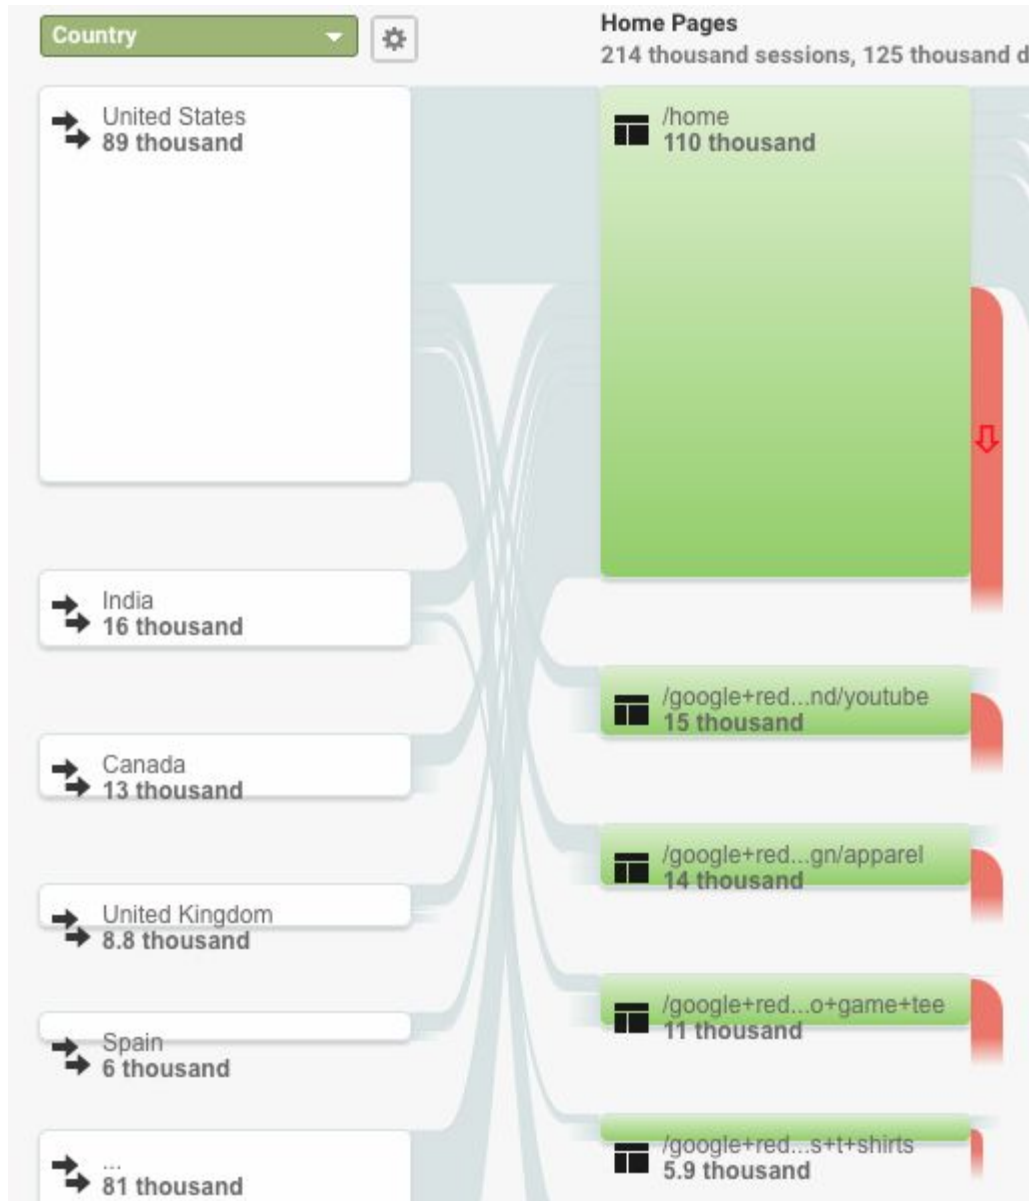 Country
Home Pages
214 thousand sessions, 125 thousand d
United States
89 thousand
/home
110 thousand
India
16 thousand
/google+red...nd/youtube
15 thousand
Canada
13 thousand
/google+red...gn/apparel
14 thousand
United Kingdom
8.8 thousand
/google+red...o+game+tee
11 thousand
Spain
6 thousand
...
81 thousand
/google+red...s+t+shirts
5.9 thousand